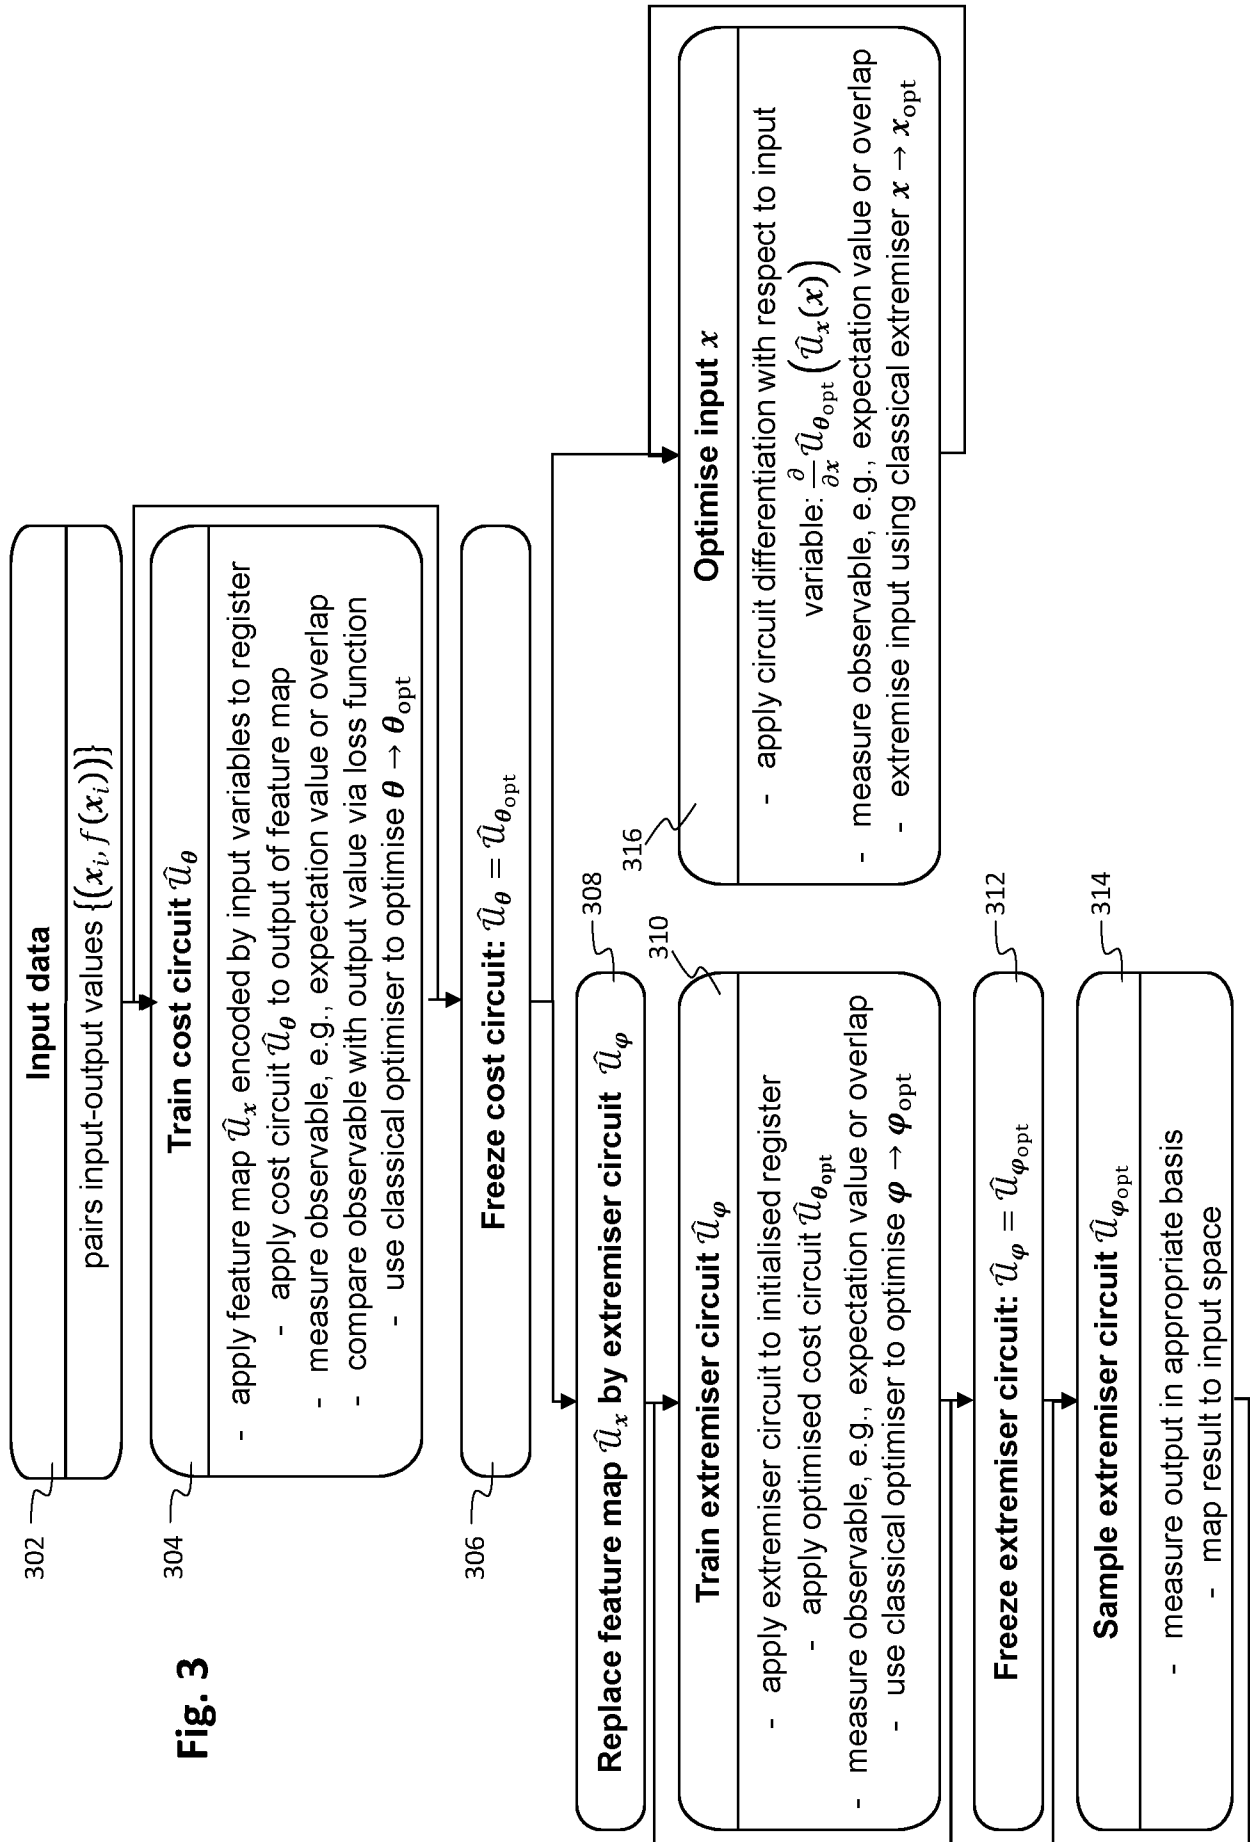 Fig. 3
302
Input data
pairs input-output values {(𝒙ᵢ, f(𝒙ᵢ))}
304
Train cost circuit 𝒰̂_𝜽
- apply feature map 𝒰̂_𝒙 encoded by input variables to register
- apply cost circuit 𝒰̂_𝜽 to output of feature map
- measure observable, e.g., expectation value or overlap
- compare observable with output value via loss function
- use classical optimiser to optimise 𝜽 → 𝜽_opt
306
Freeze cost circuit: 𝒰̂_𝜽 = 𝒰̂_𝜽_opt
308
Replace feature map 𝒰̂_𝒙 by extremiser circuit 𝒰̂_𝝋
310
Train extremiser circuit 𝒰̂_𝝋
- apply extremiser circuit to initialised register
- apply optimised cost circuit 𝒰̂_𝜽_opt
- measure observable, e.g., expectation value or overlap
- use classical optimiser to optimise 𝝋 → 𝝋_opt
312
Freeze extremiser circuit: 𝒰̂_𝝋 = 𝒰̂_𝝋_opt
314
Sample extremiser circuit 𝒰̂_𝝋_opt
- measure output in appropriate basis
- map result to input space
316
Optimise input 𝒙
- apply circuit differentiation with respect to input
variable: ∂/∂𝒙 𝒰̂_𝜽_opt (𝒰̂_𝒙(𝒙))
- measure observable, e.g., expectation value or overlap
- extremise input using classical extremiser 𝒙 → 𝒙_opt